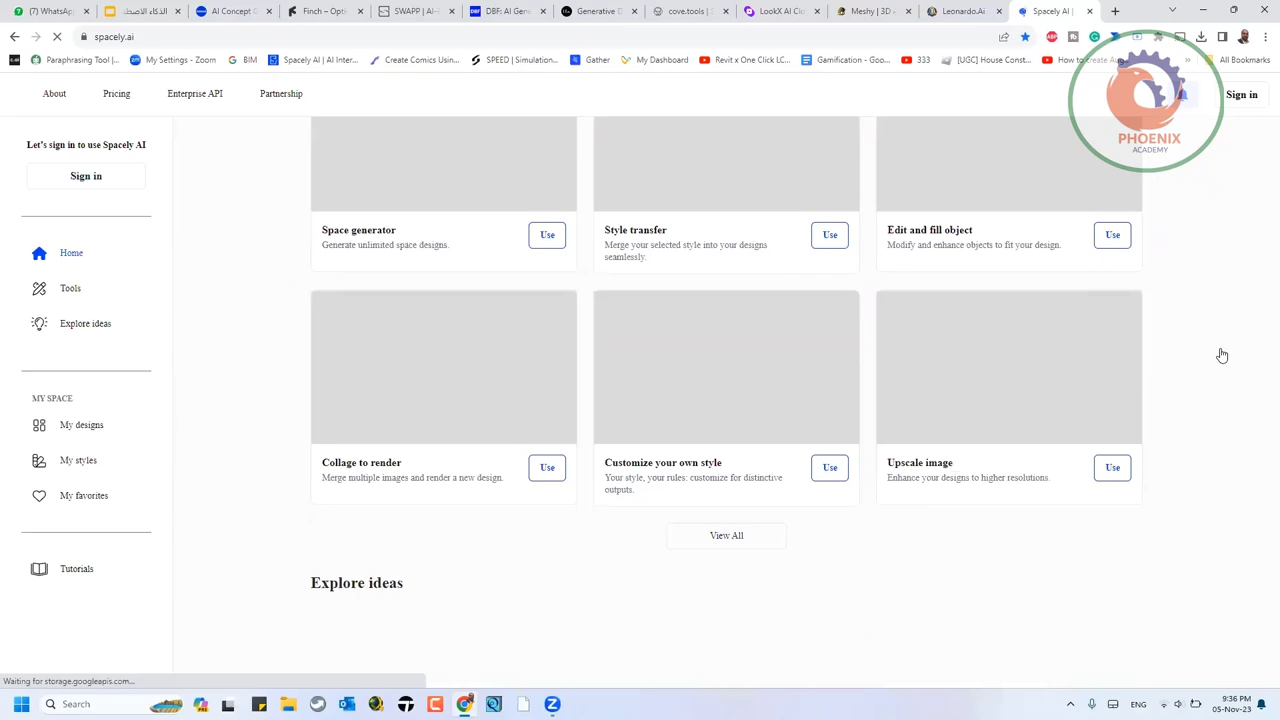 (7) WhatsApp
AI Concept D
Finch – Optim
SWAPP | AI-
DBF: AI Gene
Generative D
cove.tools | S
LookX AI Clo
Meshy | 3D
Leonardo.Ai
Spacely AI |
spacely.ai
Paraphrasing Tool |...
My Settings - Zoom
BIM
Spacely AI | AI Inter...
Create Comics Usin...
SPEED | Simulation...
Gather
My Dashboard
Revit x One Click LC...
Gamification - Goo...
333
[UGC] House Const...
How to create Aug
»
All Bookmarks
About
Pricing
Enterprise API
Partnership
Sign in
PHOENIX
ACADEMY
Let's sign in to use Spacely AI
Sign in
Home
Tools
Explore ideas
MY SPACE
My designs
My styles
My favorites
Tutorials
Space generator
Generate unlimited space designs.
Use
Style transfer
Merge your selected style into your designs
seamlessly.
Use
Edit and fill object
Modify and enhance objects to fit your design.
Use
Collage to render
Merge multiple images and render a new design.
Use
Customize your own style
Your style, your rules: customize for distinctive
outputs.
Use
Upscale image
Enhance your designs to higher resolutions.
Use
View All
Explore ideas
Waiting for storage.googleapis.com...
Search
ENG
9:36 PM
05-Nov-23